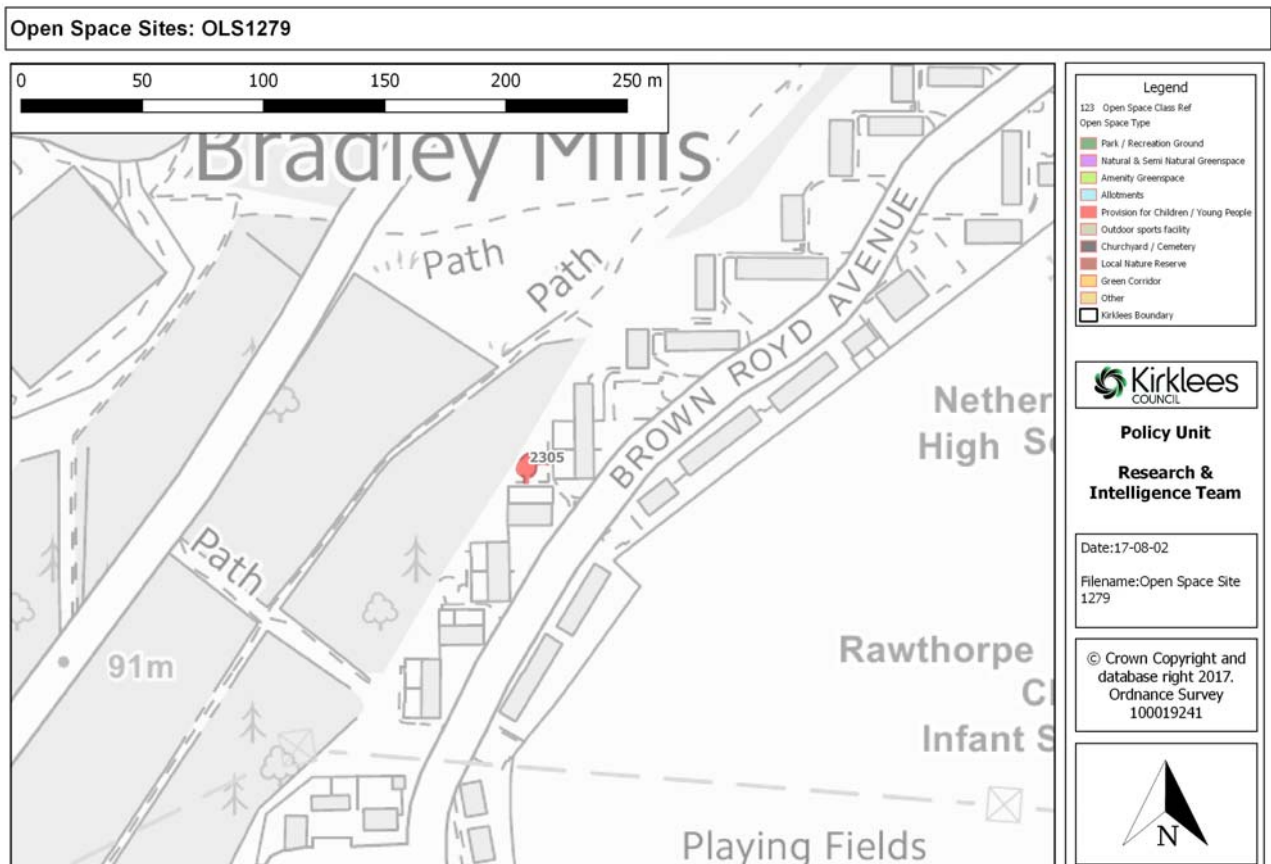 Open Space Sites: OLS1279
0 50 100 150 200 250 m
Bradley Mills
Path
Path
BROWN ROYD AVENUE
Nether
High
2305
Path
91m
Rawthorpe
Infant S
Playing Fields
Legend
123 Open Space Class Ref
Open Space Type
Park / Recreation Ground
Natural & Semi Natural Greenspace
Amenity Greenspace
Allotments
Provision for Children / Young People
Outdoor sports facility
Churchyard / Cemetery
Local Nature Reserve
Green Corridor
Other
Kirklees Boundary
Kirklees
COUNCIL
Policy Unit
Research &
Intelligence Team
Date:17-08-02
Filename:Open Space Site
1279
© Crown Copyright and
database right 2017.
Ordnance Survey
100019241
N